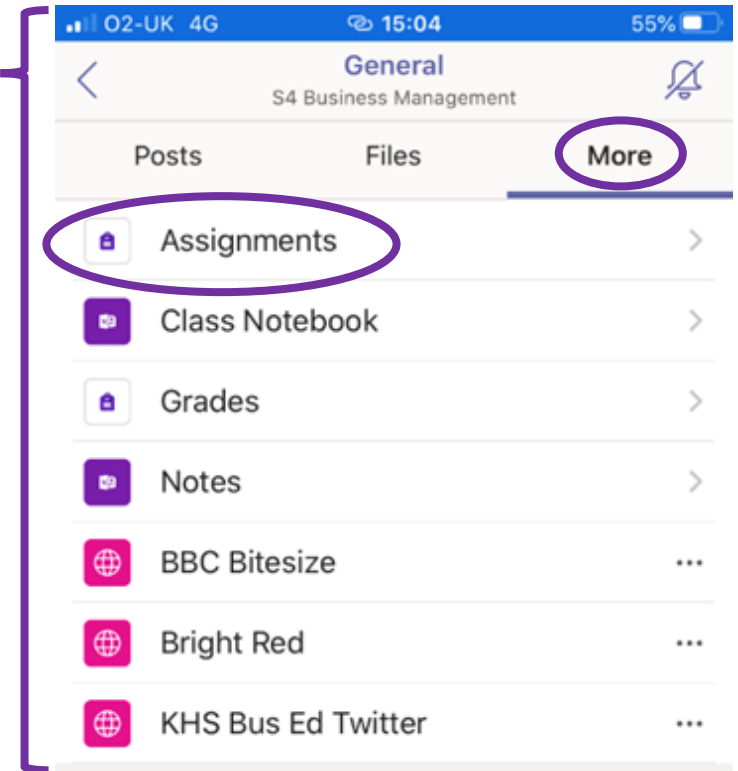 O2-UK 4G 15:04 55%
General
S4 Business Management
Posts Files More
Assignments
Class Notebook
Grades
Notes
BBC Bitesize
Bright Red
KHS Bus Ed Twitter